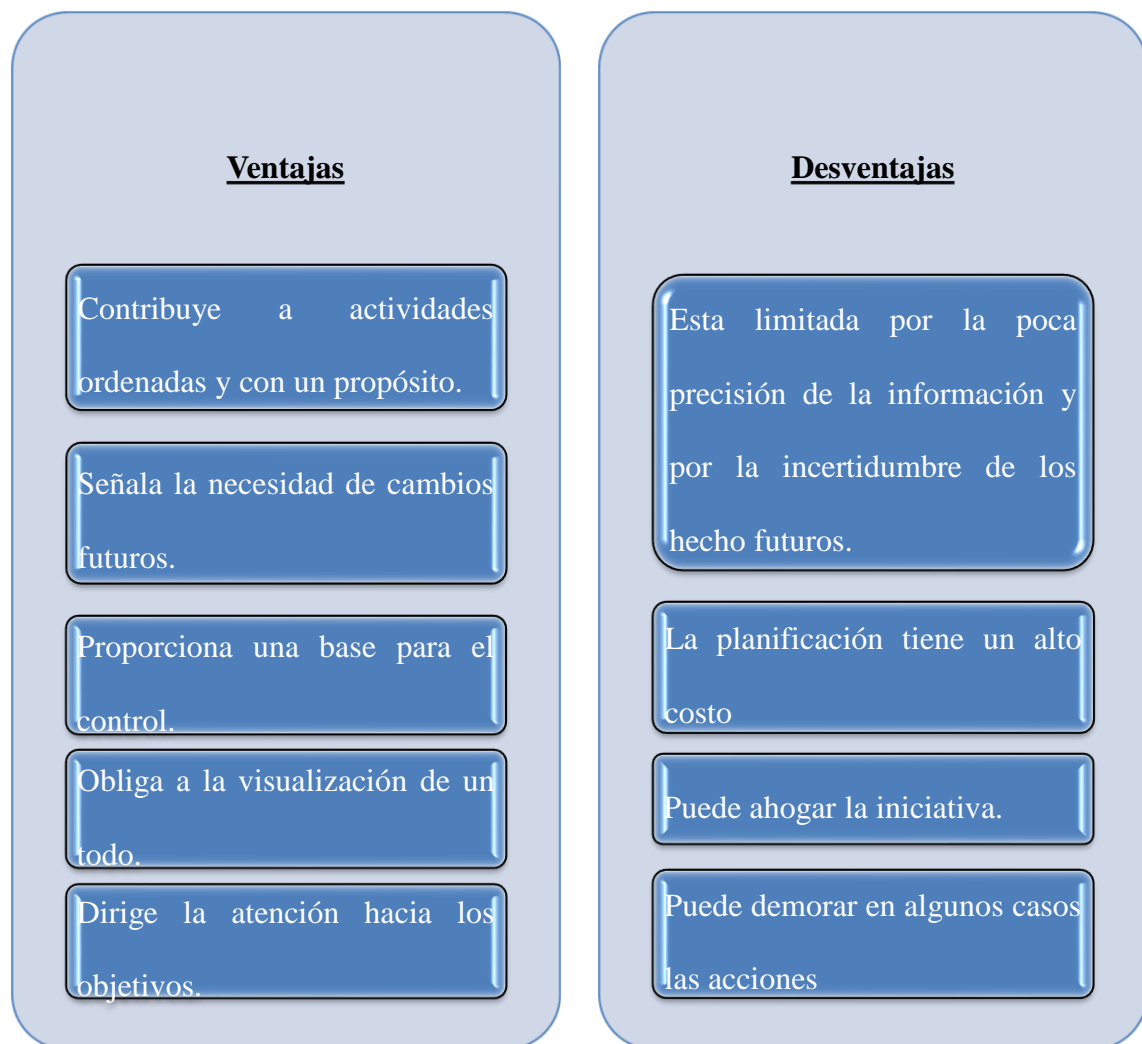 Ventajas
Contribuye a actividades
ordenadas y con un propósito.
Señala la necesidad de cambios
futuros.
Proporciona una base para el
control.
Obliga a la visualización de un
todo.
Dirige la atención hacia los
objetivos.
Desventajas
Esta limitada por la poca
precisión de la información y
por la incertidumbre de los
hecho futuros.
La planificación tiene un alto
costo
Puede ahogar la iniciativa.
Puede demorar en algunos casos
las acciones